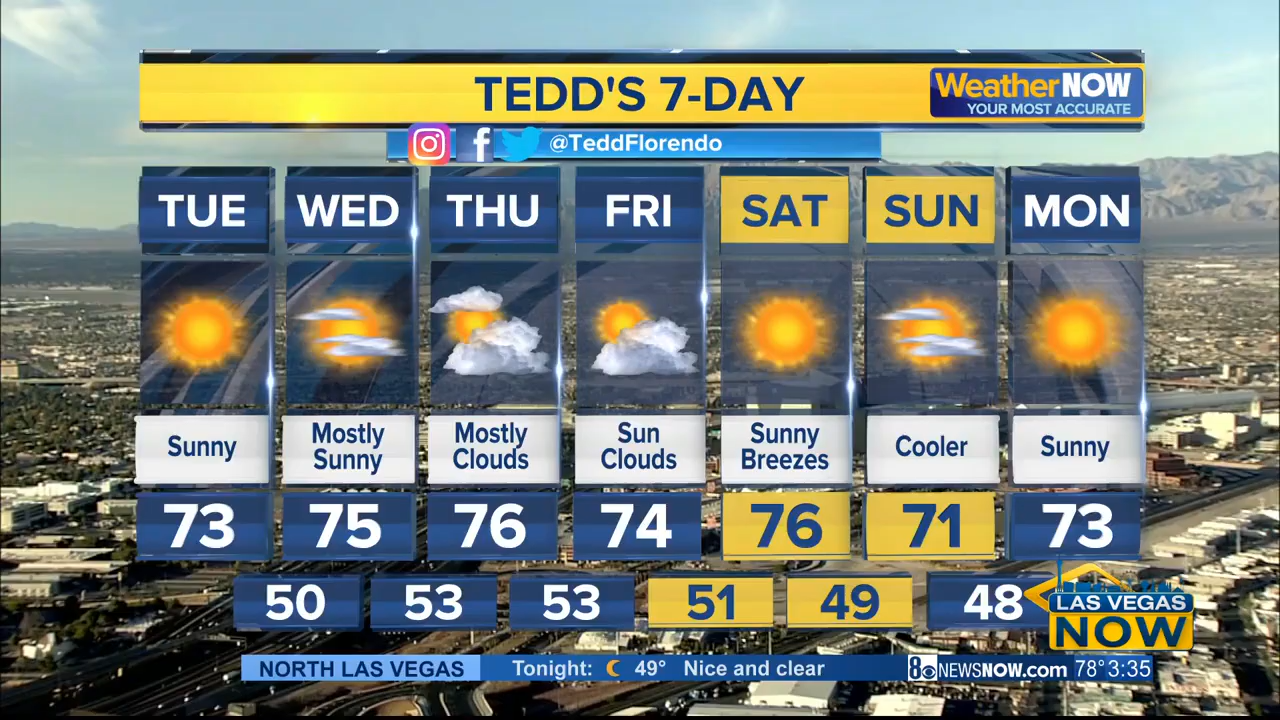 TEDD'S 7-DAY
WeatherNOW
YOUR MOST ACCURATE
@TeddFlorendo
TUE WED THU FRI SAT SUN MON
Sunny
Mostly
Sunny
Mostly
Clouds
Sun
Clouds
Sunny
Breezes
Cooler
Sunny
73 75 76 74 76 71 73
50 53 53 51 49 48
LAS VEGAS
NOW
NORTH LAS VEGAS Tonight: 49° Nice and clear 8 NEWSNOW.com 78° 3:35